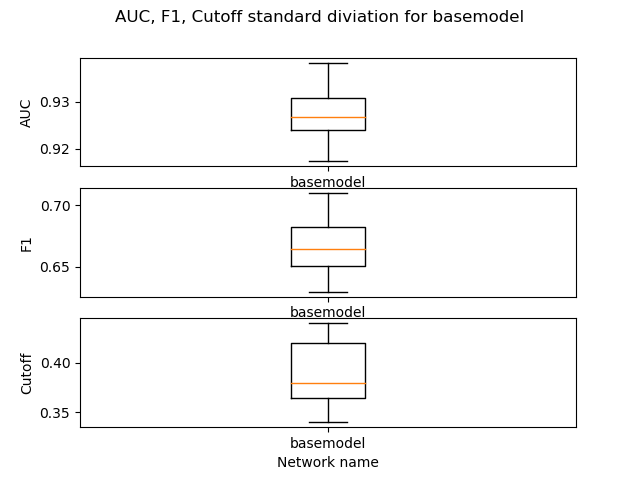 AUC, F1, Cutoff standard diviation for basemodel
AUC
0.93
0.92
basemodel
F1
0.70
0.65
basemodel
Cutoff
0.40
0.35
basemodel
Network name